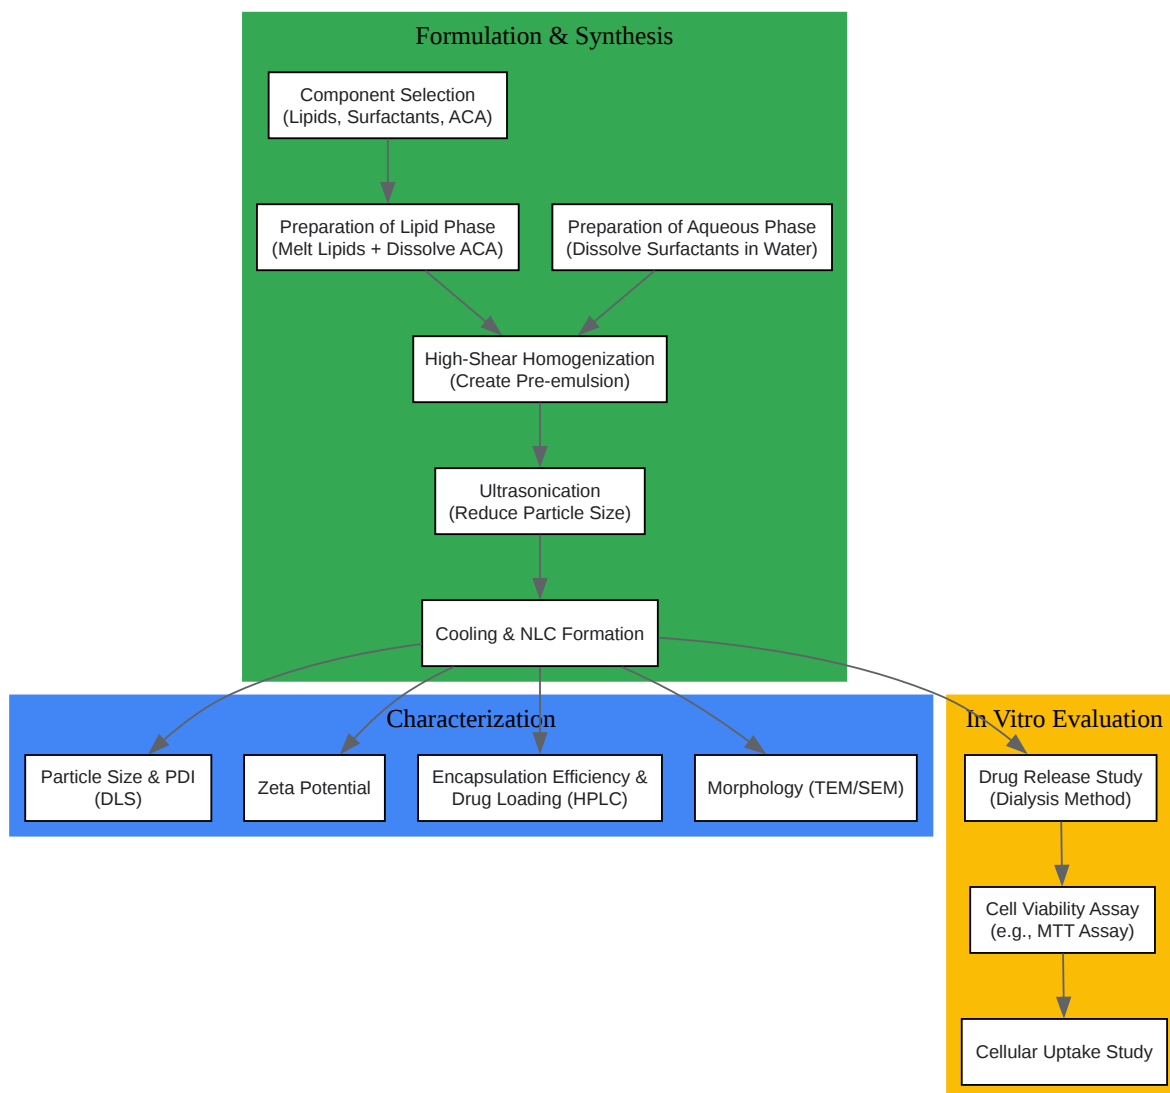 Formulation & Synthesis
Component Selection
(Lipids, Surfactants, ACA)
Preparation of Lipid Phase
(Melt Lipids + Dissolve ACA)
Preparation of Aqueous Phase
(Dissolve Surfactants in Water)
High-Shear Homogenization
(Create Pre-emulsion)
Ultrasonication
(Reduce Particle Size)
Cooling & NLC Formation
Characterization
Particle Size & PDI
(DLS)
Zeta Potential
Encapsulation Efficiency &
Drug Loading (HPLC)
Morphology (TEM/SEM)
In Vitro Evaluation
Drug Release Study
(Dialysis Method)
Cell Viability Assay
(e.g., MTT Assay)
Cellular Uptake Study